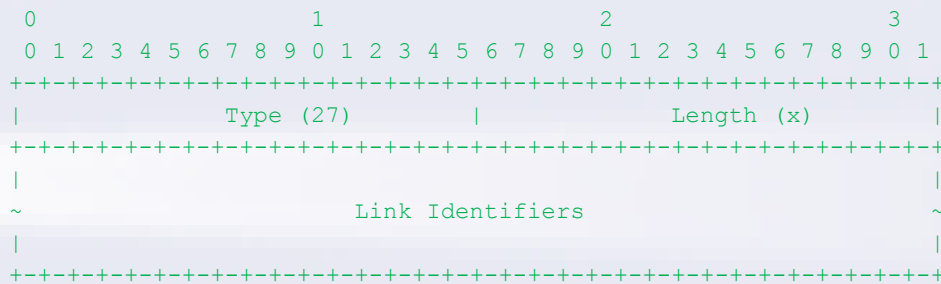 0                   1                   2                   3
 0 1 2 3 4 5 6 7 8 9 0 1 2 3 4 5 6 7 8 9 0 1 2 3 4 5 6 7 8 9 0 1
+-+-+-+-+-+-+-+-+-+-+-+-+-+-+-+-+-+-+-+-+-+-+-+-+-+-+-+-+-+-+-+-+
|              Type (27)        |             Length (x)        |
+-+-+-+-+-+-+-+-+-+-+-+-+-+-+-+-+-+-+-+-+-+-+-+-+-+-+-+-+-+-+-+-+
|                                                               |
~                       Link Identifiers                        ~
|                                                               |
+-+-+-+-+-+-+-+-+-+-+-+-+-+-+-+-+-+-+-+-+-+-+-+-+-+-+-+-+-+-+-+-+